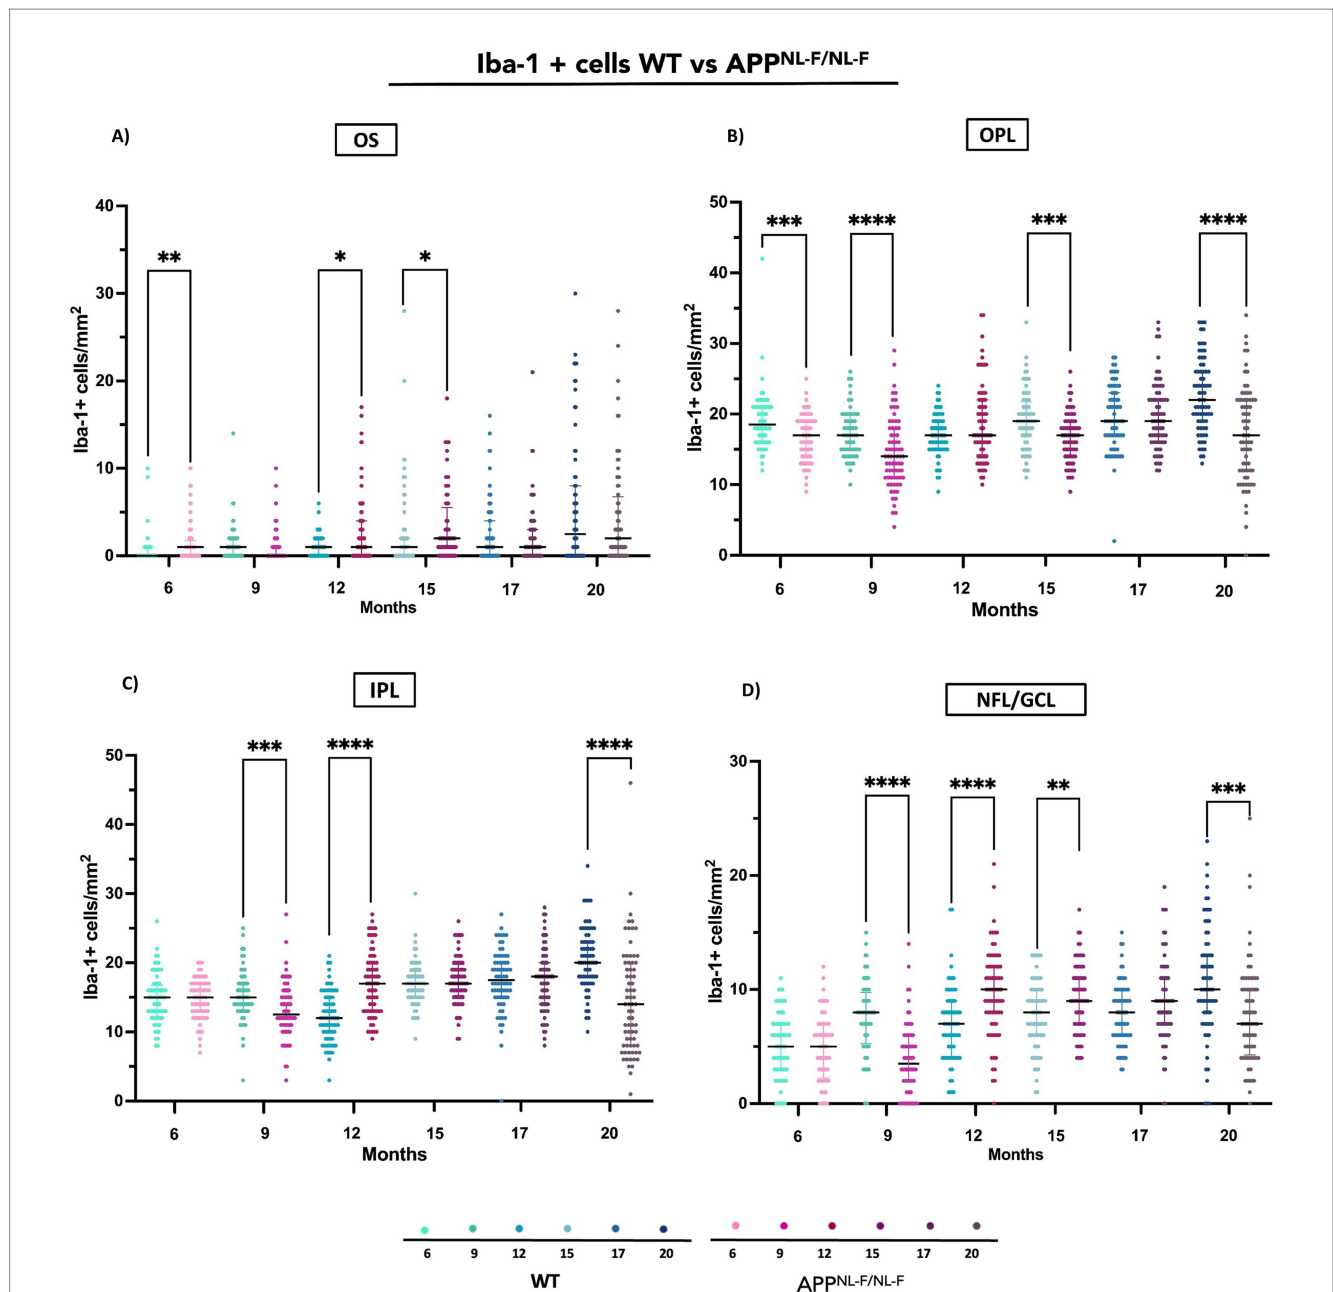 Iba-1 + cells WT vs APPNL-F/NL-F
A)
OS
Iba-1+ cells/mm2
40
30
20
10
0
**
*
*
6 9 12 15 17 20
Months
B)
OPL
Iba-1+ cells/mm2
50
40
30
20
10
0
***
****
***
****
6 9 12 15 17 20
Months
C)
IPL
Iba-1+ cells/mm2
50
40
30
20
10
0
***
****
****
6 9 12 15 17 20
Months
D)
NFL/GCL
Iba-1+ cells/mm2
30
20
10
0
****
****
**
***
6 9 12 15 17 20
Months
6 9 12 15 17 20
WT
6 9 12 15 17 20
APPNL-F/NL-F